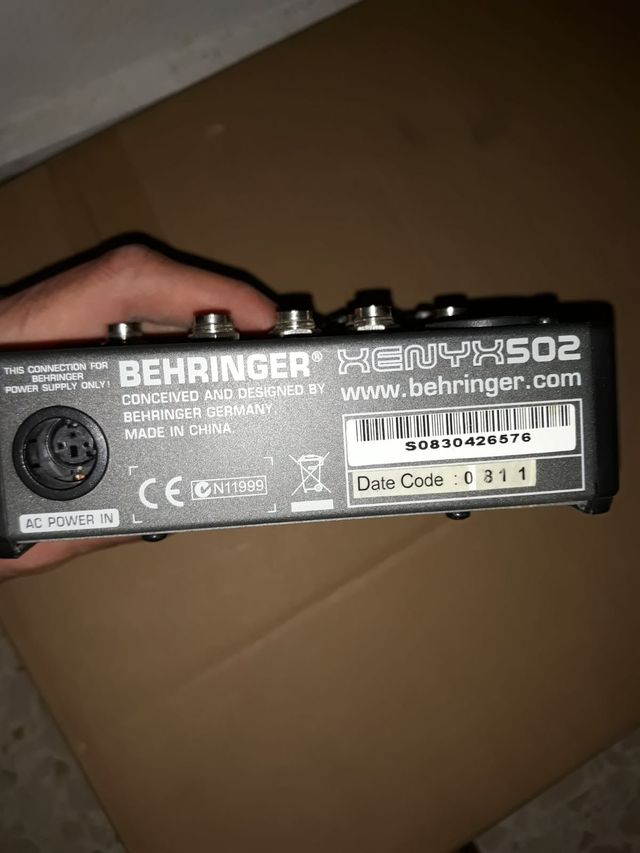 THIS CONNECTION FOR
BEHRINGER
POWER SUPPLY ONLY!
AC POWER IN
BEHRINGER®
CONCEIVED AND DESIGNED BY
BEHRINGER GERMANY.
MADE IN CHINA.
CE
N11999
XENYX502
www.behringer.com
S0830426576
Date Code : 0811